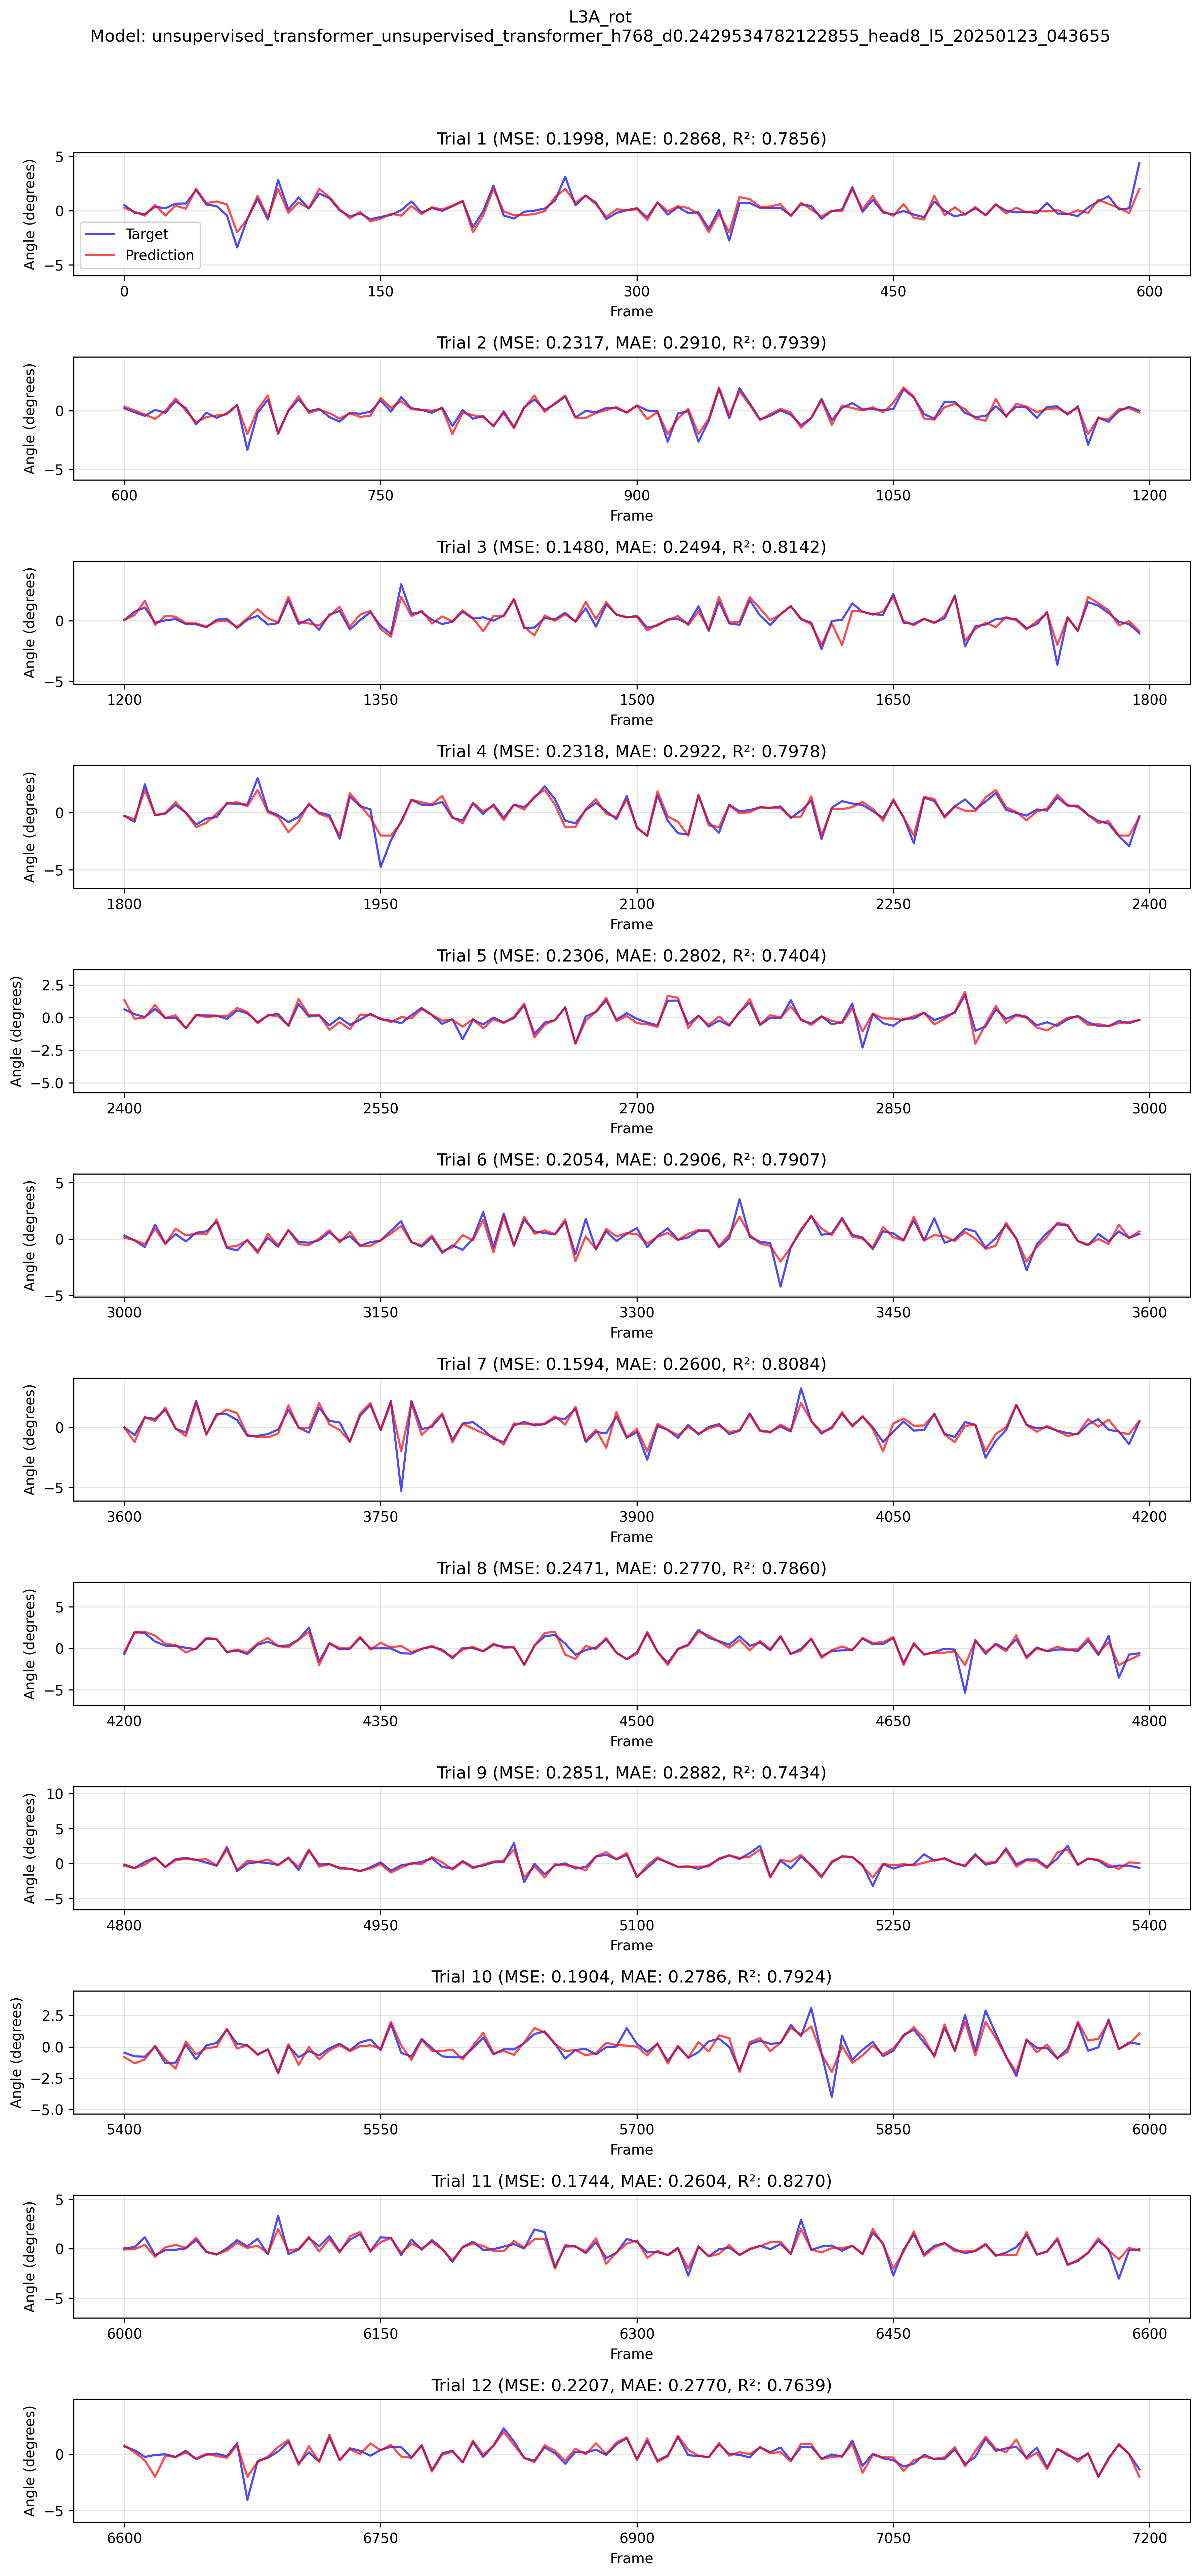 L3A_rot
Model: unsupervised_transformer_unsupervised_transformer_h768_d0.2429534782122855_head8_l5_20250123_043655
Trial 1 (MSE: 0.1998, MAE: 0.2868, R²: 0.7856)
Angle (degrees)
5
0
−5
Target
Prediction
0 150 300 450 600
Frame
Trial 2 (MSE: 0.2317, MAE: 0.2910, R²: 0.7939)
Angle (degrees)
0
−5
600 750 900 1050 1200
Frame
Trial 3 (MSE: 0.1480, MAE: 0.2494, R²: 0.8142)
Angle (degrees)
0
−5
1200 1350 1500 1650 1800
Frame
Trial 4 (MSE: 0.2318, MAE: 0.2922, R²: 0.7978)
Angle (degrees)
0
−5
1800 1950 2100 2250 2400
Frame
Trial 5 (MSE: 0.2306, MAE: 0.2802, R²: 0.7404)
Angle (degrees)
2.5
0.0
−2.5
−5.0
2400 2550 2700 2850 3000
Frame
Trial 6 (MSE: 0.2054, MAE: 0.2906, R²: 0.7907)
Angle (degrees)
5
0
−5
3000 3150 3300 3450 3600
Frame
Trial 7 (MSE: 0.1594, MAE: 0.2600, R²: 0.8084)
Angle (degrees)
0
−5
3600 3750 3900 4050 4200
Frame
Trial 8 (MSE: 0.2471, MAE: 0.2770, R²: 0.7860)
Angle (degrees)
5
0
−5
4200 4350 4500 4650 4800
Frame
Trial 9 (MSE: 0.2851, MAE: 0.2882, R²: 0.7434)
Angle (degrees)
10
5
0
−5
4800 4950 5100 5250 5400
Frame
Trial 10 (MSE: 0.1904, MAE: 0.2786, R²: 0.7924)
Angle (degrees)
2.5
0.0
−2.5
−5.0
5400 5550 5700 5850 6000
Frame
Trial 11 (MSE: 0.1744, MAE: 0.2604, R²: 0.8270)
Angle (degrees)
5
0
−5
6000 6150 6300 6450 6600
Frame
Trial 12 (MSE: 0.2207, MAE: 0.2770, R²: 0.7639)
Angle (degrees)
0
−5
6600 6750 6900 7050 7200
Frame